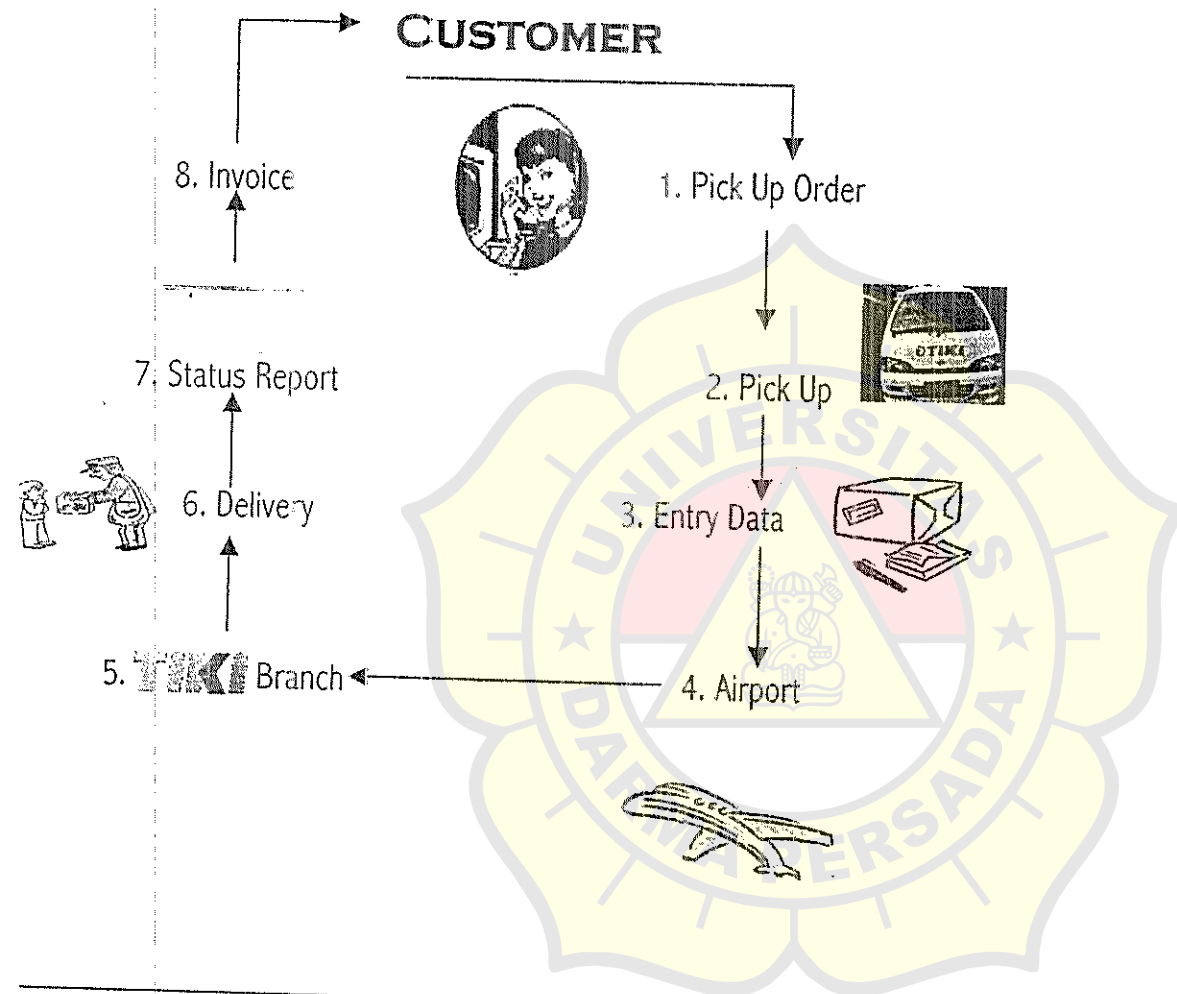 CUSTOMER
8. Invoice
1. Pick Up Order
7. Status Report
2. Pick Up
OTIKI
6. Delivery
3. Entry Data
5. TIKI Branch
4. Airport
UNIVERSITAS
DARMA PERSADA